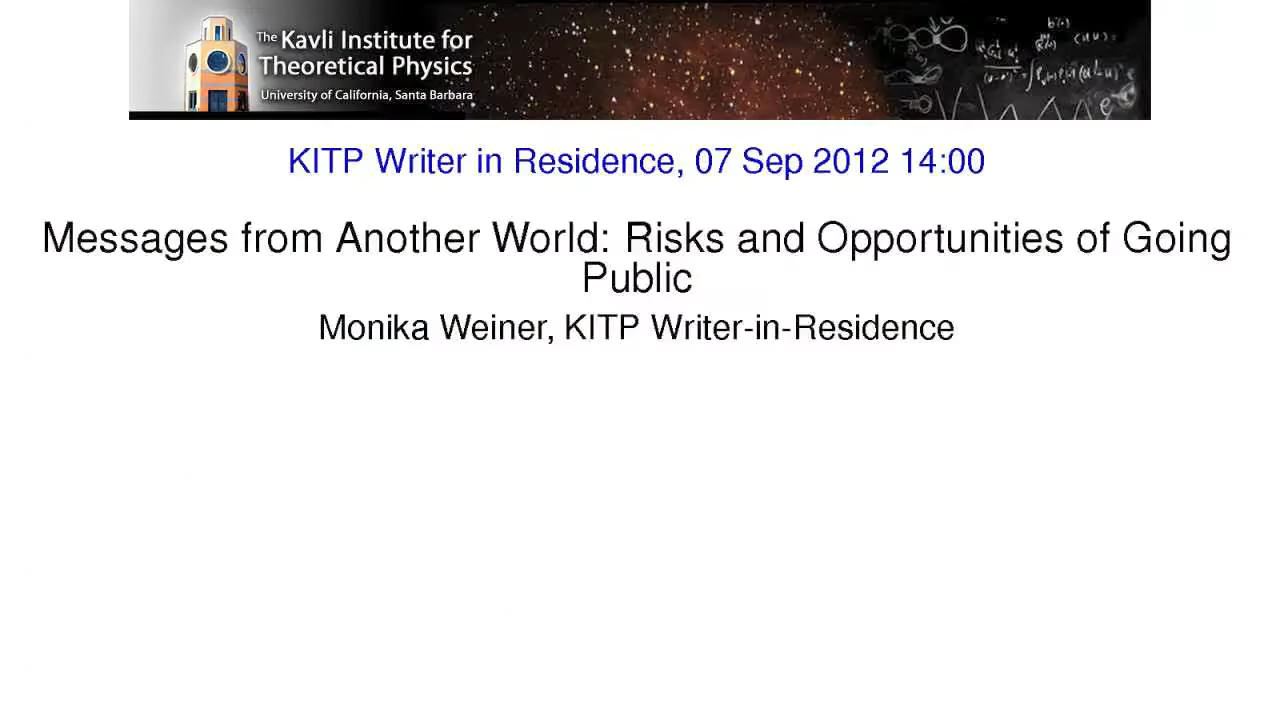 The Kavli Institute for
Theoretical Physics
University of California, Santa Barbara
KITP Writer in Residence, 07 Sep 2012 14:00
Messages from Another World: Risks and Opportunities of Going
Public
Monika Weiner, KITP Writer-in-Residence